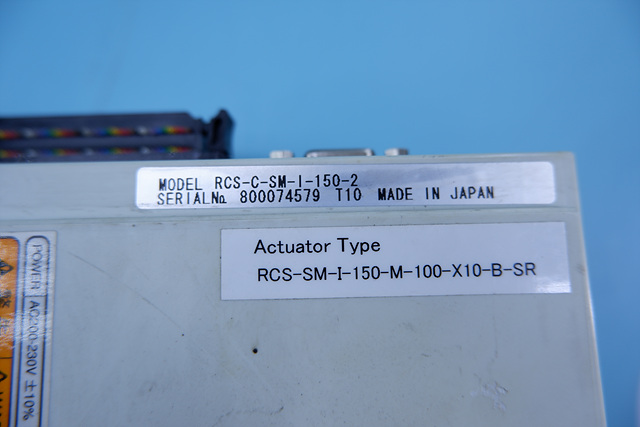 MODEL RCS-C-SM-I-150-2
SERIAL№ 800074579 T10 MADE IN JAPAN
Actuator Type
RCS-SM-I-150-M-100-X10-B-SR
POWER AC200-230V ±10%